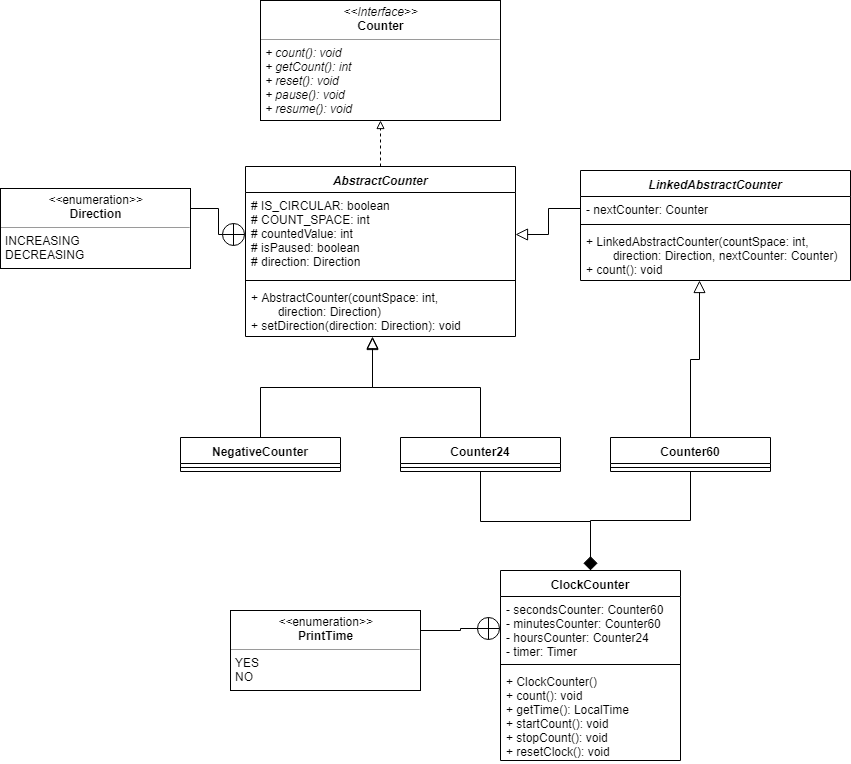 <<Interface>>
Counter
+ count(): void
+ getCount(): int
+ reset(): void
+ pause(): void
+ resume(): void
AbstractCounter
# IS_CIRCULAR: boolean
# COUNT_SPACE: int
# countedValue: int
# isPaused: boolean
# direction: Direction
+ AbstractCounter(countSpace: int,
direction: Direction)
+ setDirection(direction: Direction): void
<<enumeration>>
Direction
INCREASING
DECREASING
LinkedAbstractCounter
- nextCounter: Counter
+ LinkedAbstractCounter(countSpace: int,
direction: Direction, nextCounter: Counter)
+ count(): void
NegativeCounter
Counter24
Counter60
ClockCounter
- secondsCounter: Counter60
- minutesCounter: Counter60
- hoursCounter: Counter24
- timer: Timer
+ ClockCounter()
+ count(): void
+ getTime(): LocalTime
+ startCount(): void
+ stopCount(): void
+ resetClock(): void
<<enumeration>>
PrintTime
YES
NO